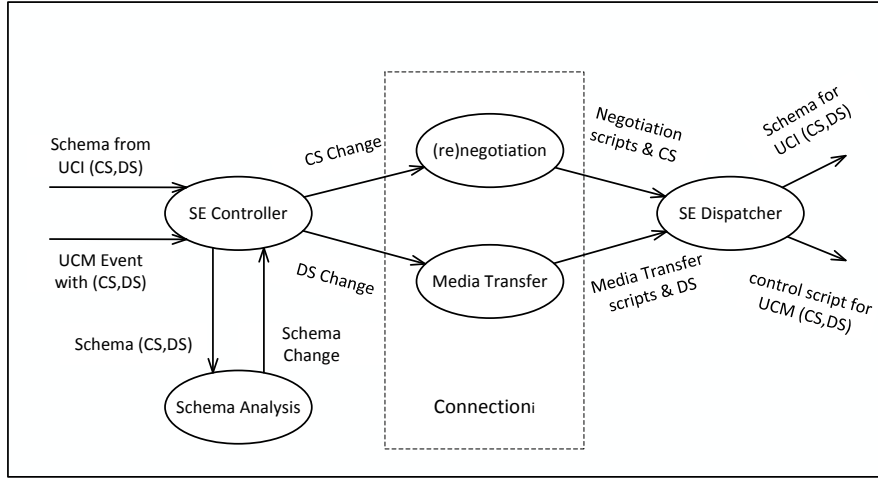 Schema from
UCI (CS,DS)
UCM Event
with (CS,DS)
SE Controller
Schema (CS,DS)
Schema
Change
Schema Analysis
CS Change
DS Change
(re)negotiation
Media Transfer
Connectioni
Negotiation
scripts & CS
Media Transfer
scripts & DS
SE Dispatcher
Schema for
UCI (CS,DS)
control script for
UCM (CS,DS)